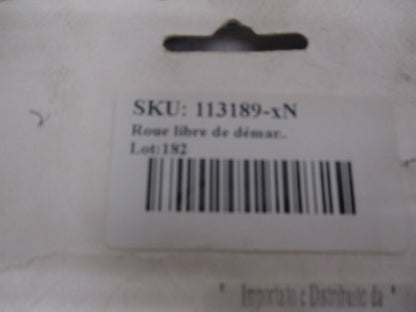 SKU: 113189-xN
Roue libre de démar..
Lot:182
* Importato e Distribuito da *